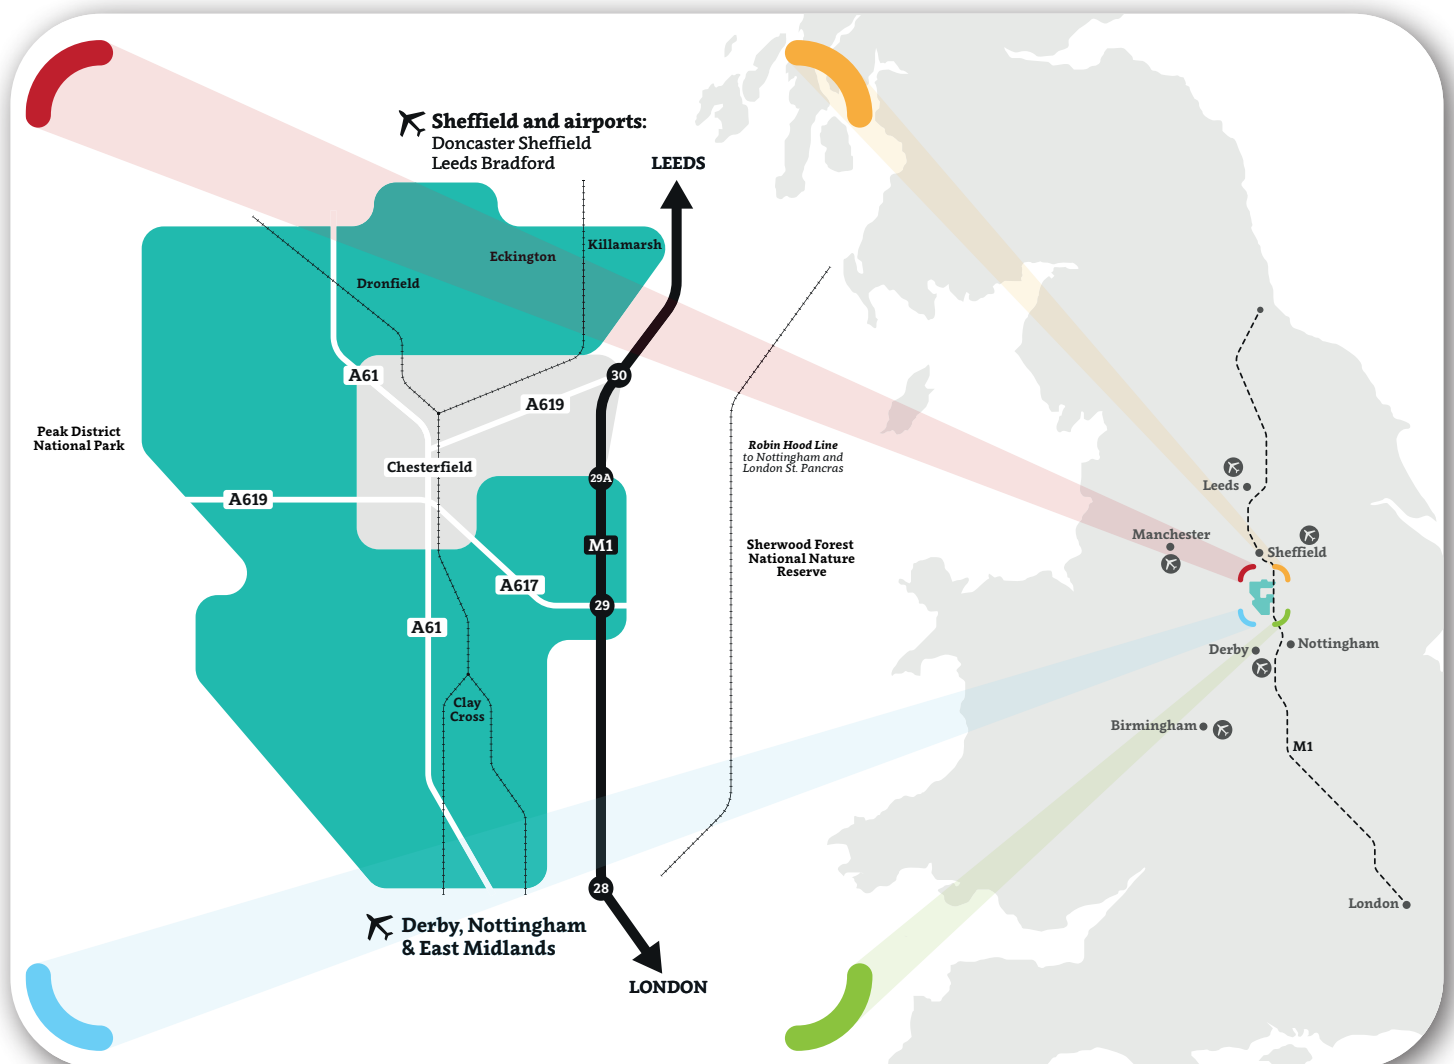 Sheffield and airports:
Doncaster Sheffield
Leeds Bradford
LEEDS
Killamarsh
Eckington
Dronfield
A61
30
A619
Peak District
National Park
Chesterfield
29A
A619
M1
A617
29
A61
Clay
Cross
28
Derby, Nottingham
& East Midlands
LONDON
Robin Hood Line
to Nottingham and
London St. Pancras
Sherwood Forest
National Nature
Reserve
Leeds
Manchester
Sheffield
Derby
Nottingham
Birmingham
M1
London